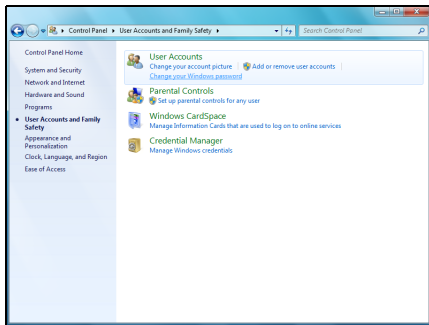 Control Panel ▸ User Accounts and Family Safety ▸
Search Control Panel
Control Panel Home
System and Security
Network and Internet
Hardware and Sound
Programs
User Accounts and Family
Safety
Appearance and
Personalization
Clock, Language, and Region
Ease of Access
User Accounts
Change your account picture
Add or remove user accounts
Change your Windows password
Parental Controls
Set up parental controls for any user
Windows CardSpace
Manage Information Cards that are used to log on to online services
Credential Manager
Manage Windows credentials